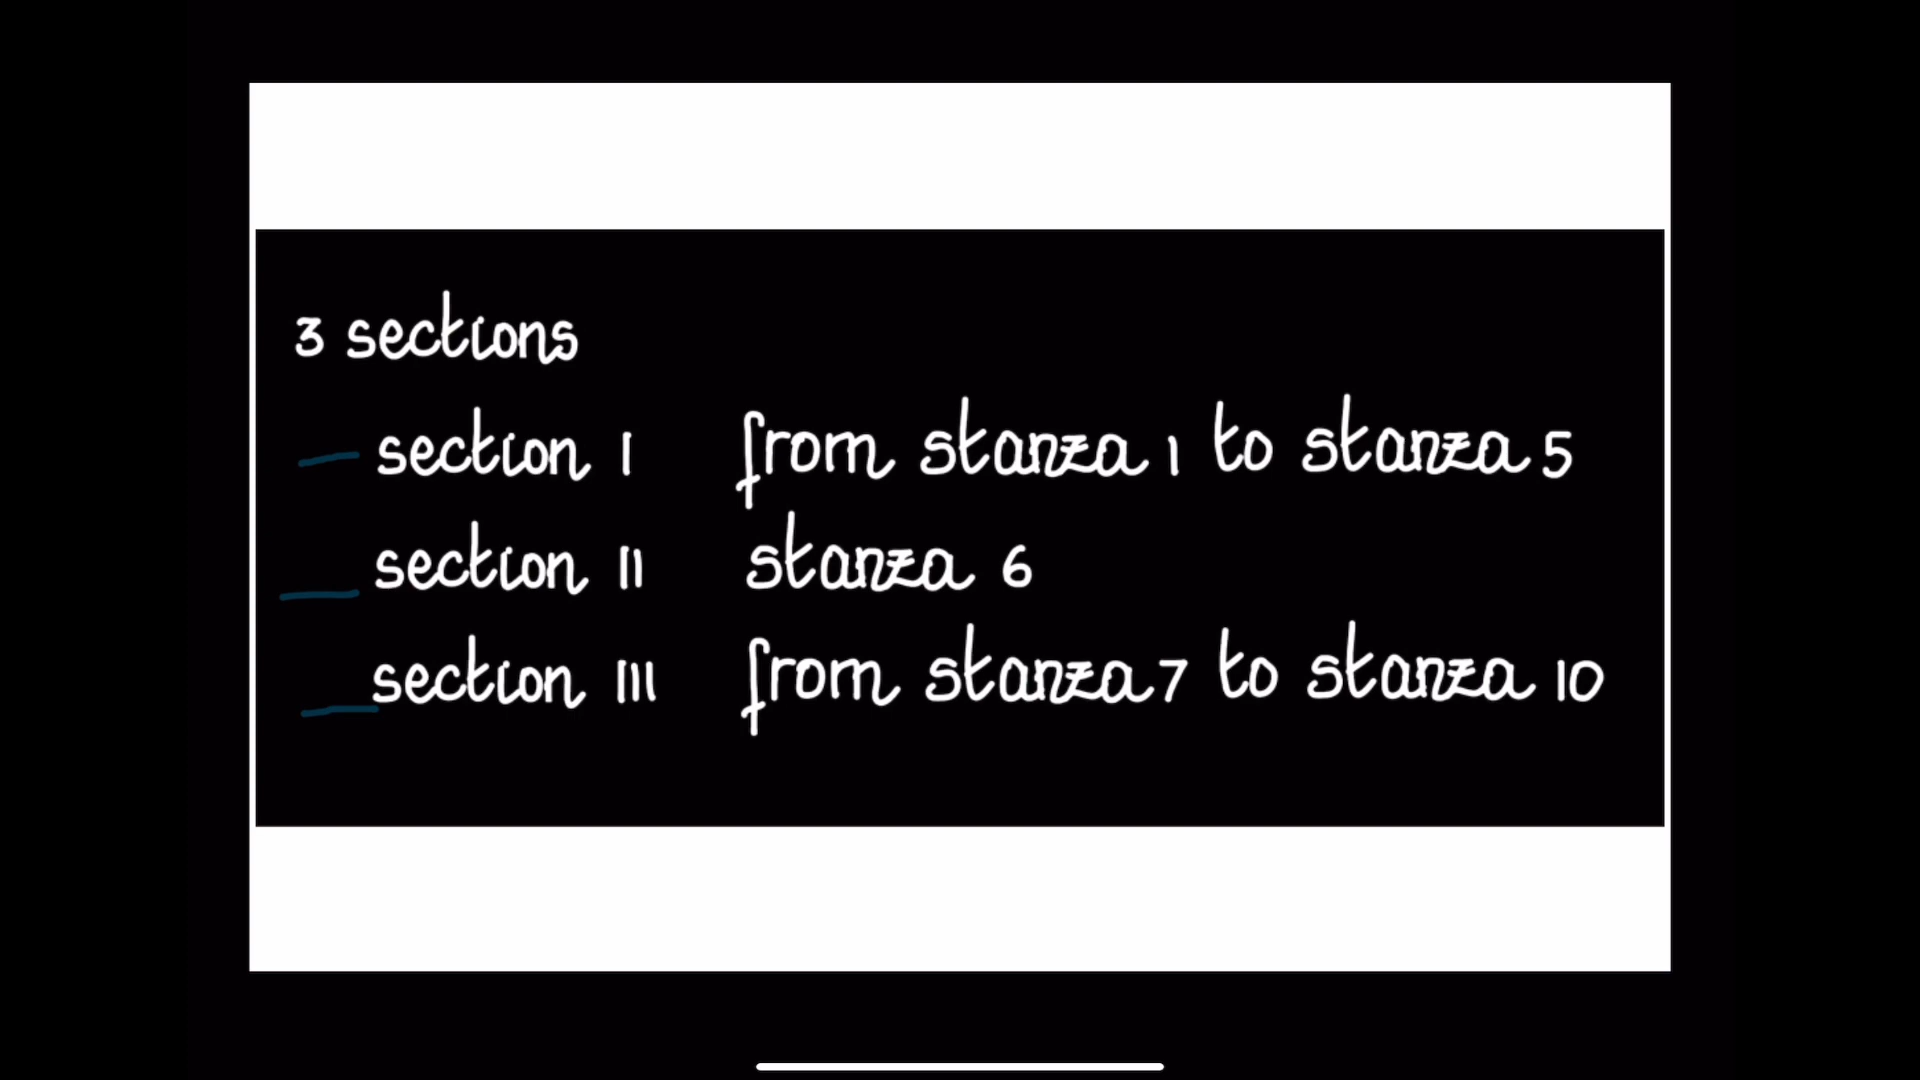 3 sections
section I from stanza 1 to stanza 5
section II stanza 6
section III from stanza 7 to stanza 10